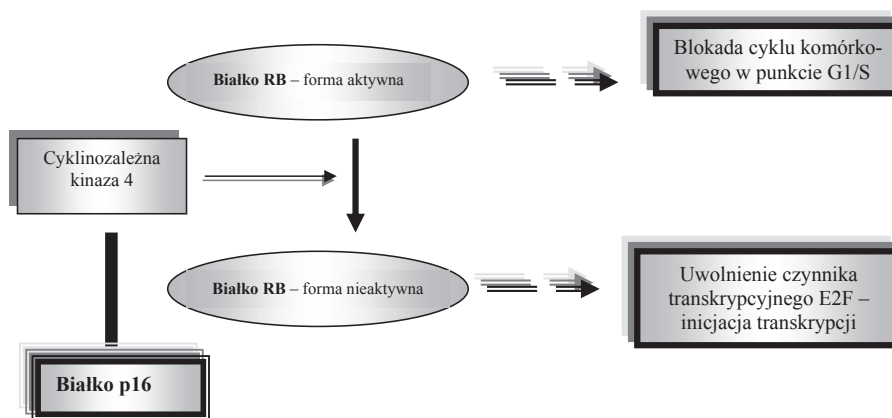 Białko RB – forma aktywna
Blokada cyklu komórko-
wego w punkcie G1/S
Cyklinozależna
kinaza 4
Białko RB – forma nieaktywna
Uwolnienie czynnika
transkrypcyjnego E2F –
inicjacja transkrypcji
Białko p16